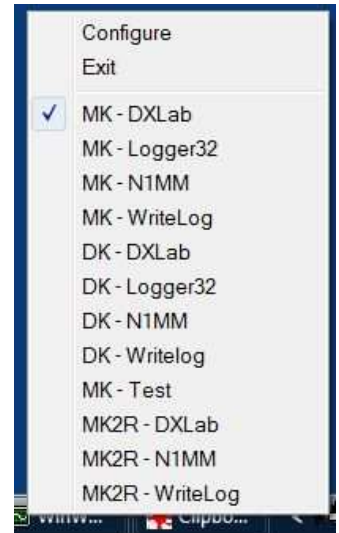 Configure
Exit
MK - DXLab
MK - Logger32
MK - N1MM
MK - WriteLog
DK - DXLab
DK - Logger32
DK - N1MM
DK - Writelog
MK - Test
MK2R - DXLab
MK2R - N1MM
MK2R - WriteLog